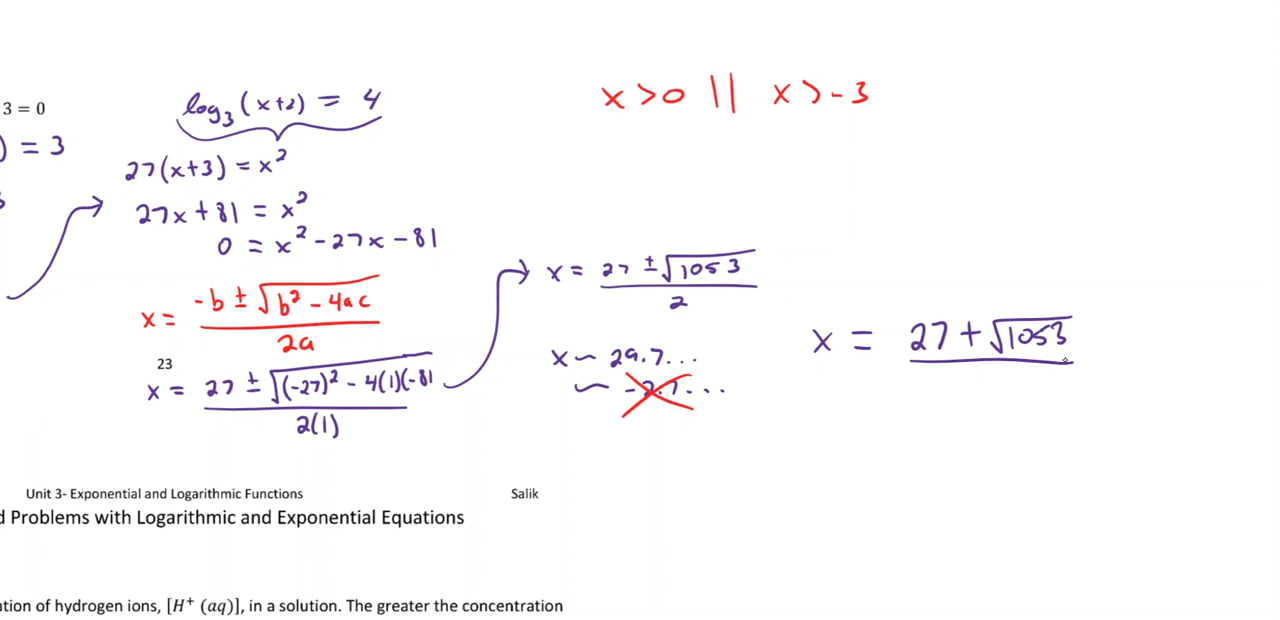 3 = 0
) = 3
log₃(x+2) = 4
27(x+3) = x²
27x + 81 = x²
0 = x² - 27x - 81
x = (-b ± √(b² - 4ac))/2a
23
x = (27 ± √((-27)² - 4(1)(-81)/2(1)
x = (27 ± √1053)/2
x ~ 29.7...
~ -2.7...
x > 0 || x > -3
x = 27 + √1053
Unit 3- Exponential and Logarithmic Functions Salik
d Problems with Logarithmic and Exponential Equations
ation of hydrogen ions, [H⁺ (aq)], in a solution. The greater the concentration